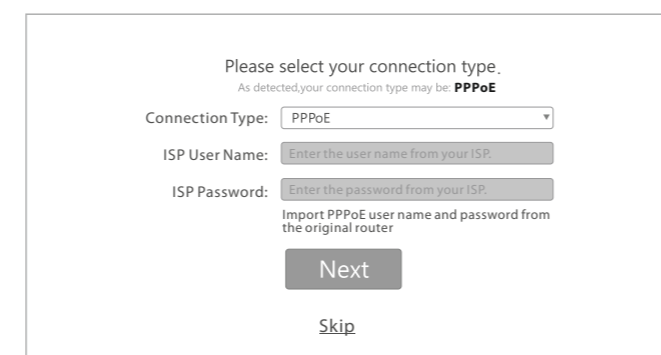 Please select your connection type.
As detected,your connection type may be: PPPoE
Connection Type: PPPoE
ISP User Name: Enter the user name from your ISP.
ISP Password: Enter the password from your ISP.
Import PPPoE user name and password from
the original router
Next
Skip